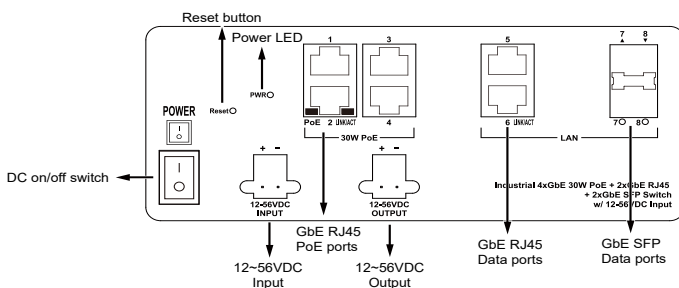 Reset button
Power LED
1
3
5
7 8
PWR
Reset
POWER
PoE 2 LINK/ACT
4
6 LINK/ACT
7 8
30W PoE
LAN
+ -
+ -
DC on/off switch
12-56VDC
INPUT
12-56VDC
OUTPUT
Industrial 4xGbE 30W PoE + 2xGbE RJ45
+ 2xGbE SFP Switch
w/ 12-56VDC Input
GbE RJ45
PoE ports
GbE RJ45
Data ports
GbE SFP
Data ports
12~56VDC
Input
12~56VDC
Output